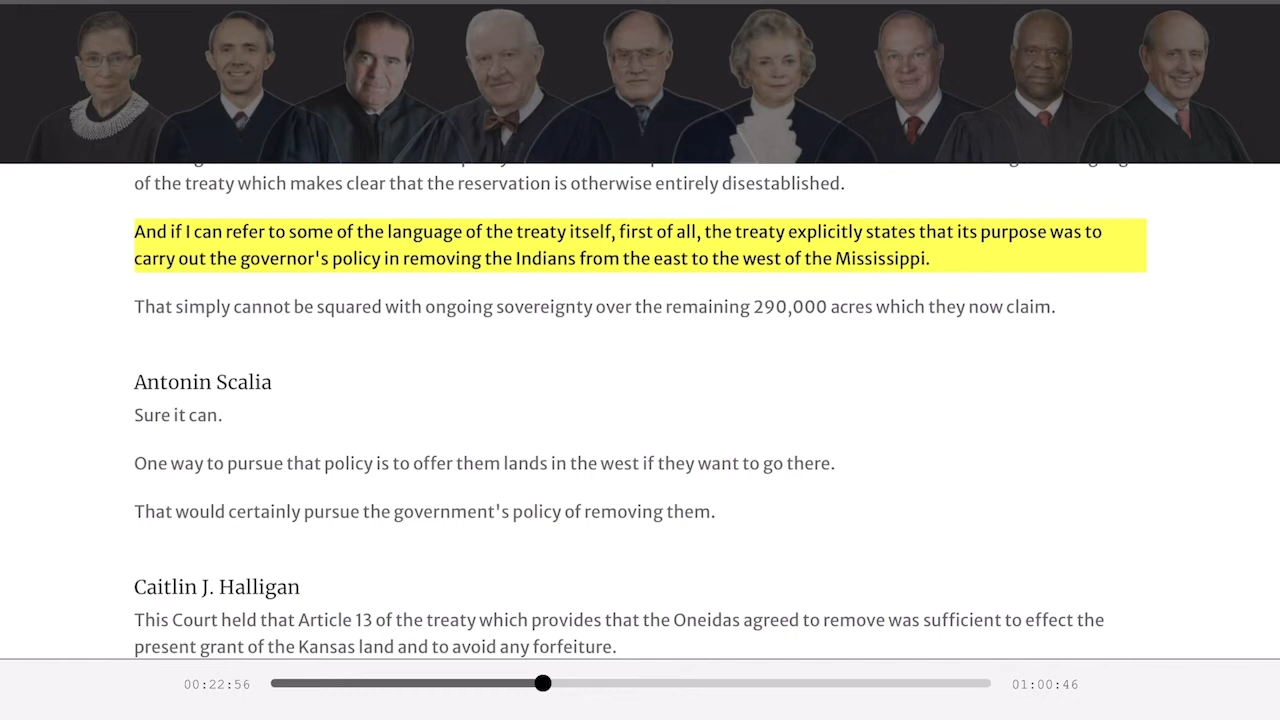 of the treaty which makes clear that the reservation is otherwise entirely disestablished.
And if I can refer to some of the language of the treaty itself, first of all, the treaty explicitly states that its purpose was to
carry out the governor's policy in removing the Indians from the east to the west of the Mississippi.
That simply cannot be squared with ongoing sovereignty over the remaining 290,000 acres which they now claim.
Antonin Scalia
Sure it can.
One way to pursue that policy is to offer them lands in the west if they want to go there.
That would certainly pursue the government's policy of removing them.
Caitlin J. Halligan
This Court held that Article 13 of the treaty which provides that the Oneidas agreed to remove was sufficient to effect the
present grant of the Kansas land and to avoid any forfeiture.
00:22:56
01:00:46